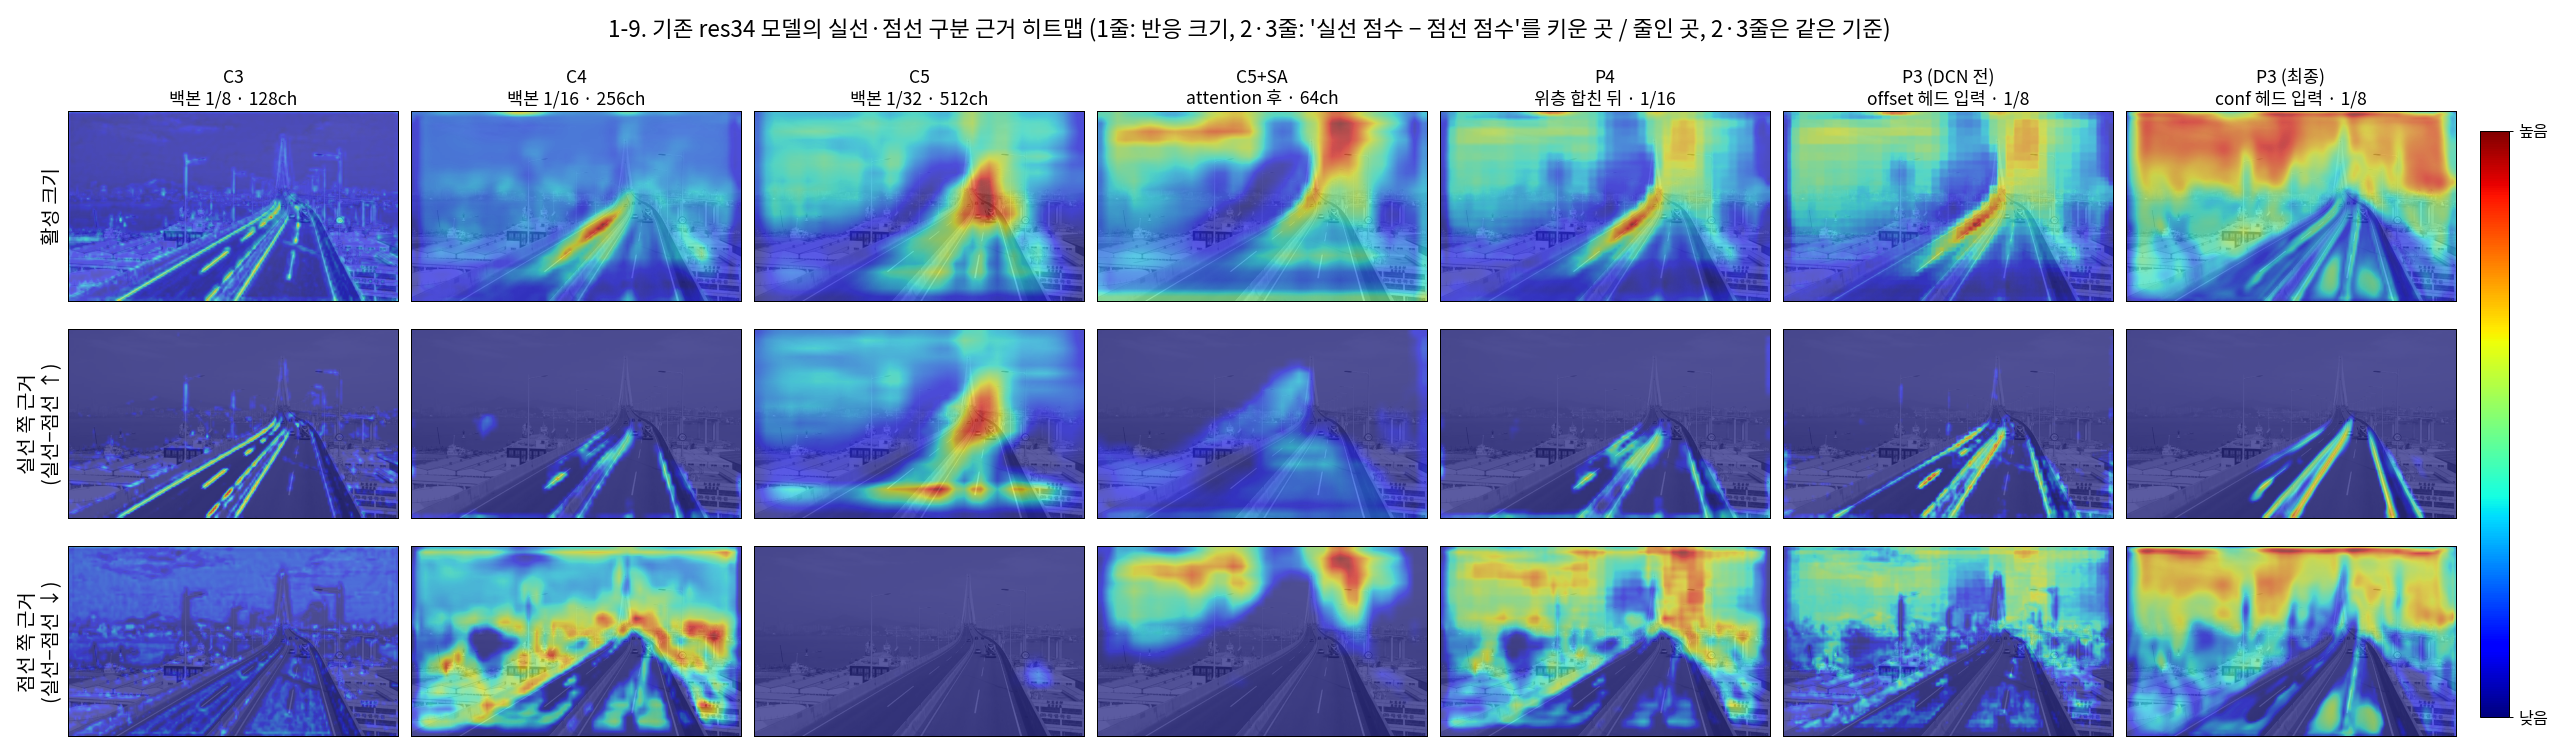 1-9. 기존 res34 모델의 실선·점선 구분 근거 히트맵 (1줄: 반응 크기, 2·3줄: '실선 점수 − 점선 점수'를 키운 곳 / 줄인 곳, 2·3줄은 같은 기준)
C3
백본 1/8 · 128ch
C4
백본 1/16 · 256ch
C5
백본 1/32 · 512ch
C5+SA
attention 후 · 64ch
P4
위층 합친 뒤 · 1/16
P3 (DCN 전)
offset 헤드 입력 · 1/8
P3 (최종)
conf 헤드 입력 · 1/8
활성 크기
실선 쪽 근거
(실선−점선 ↑)
점선 쪽 근거
(실선−점선 ↓)
높음
낮음